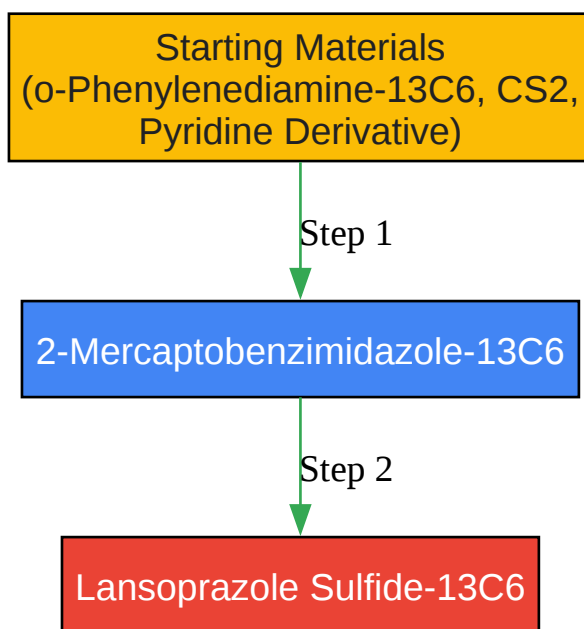 Starting Materials
(o-Phenylenediamine-13C6, CS2,
Pyridine Derivative)
Step 1
2-Mercaptobenzimidazole-13C6
Step 2
Lansoprazole Sulfide-13C6